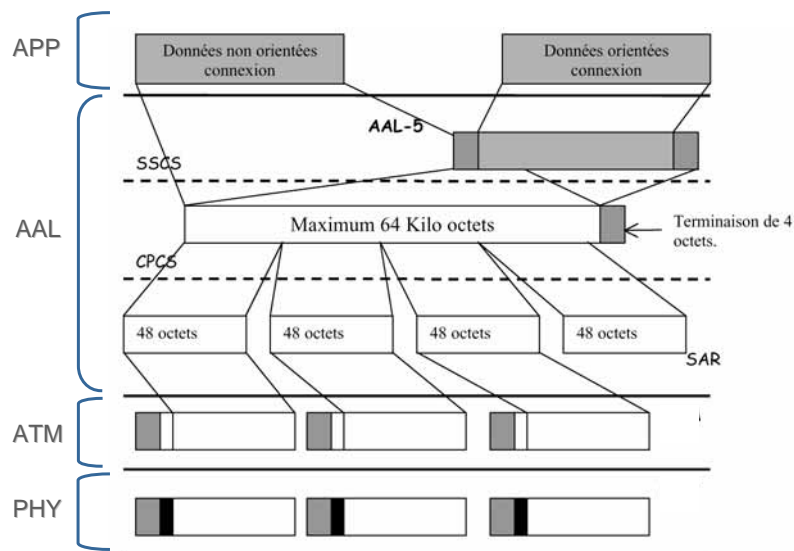 APP
Données non orientées
connexion
Données orientées
connexion
AAL-5
SSCS
AAL
Maximum 64 Kilo octets
Terminaison de 4
octets.
CPCS
48 octets
48 octets
48 octets
48 octets
SAR
ATM
PHY